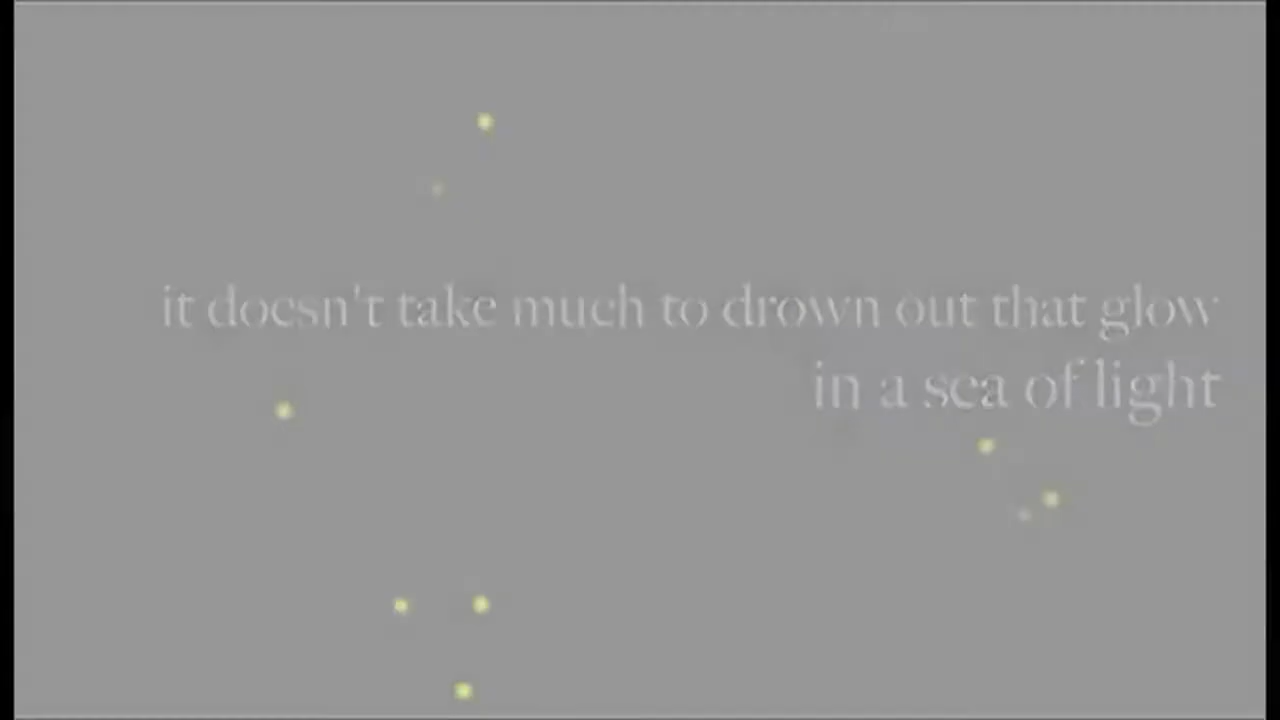 it doesn't take much to drown out that glow
in a sea of light